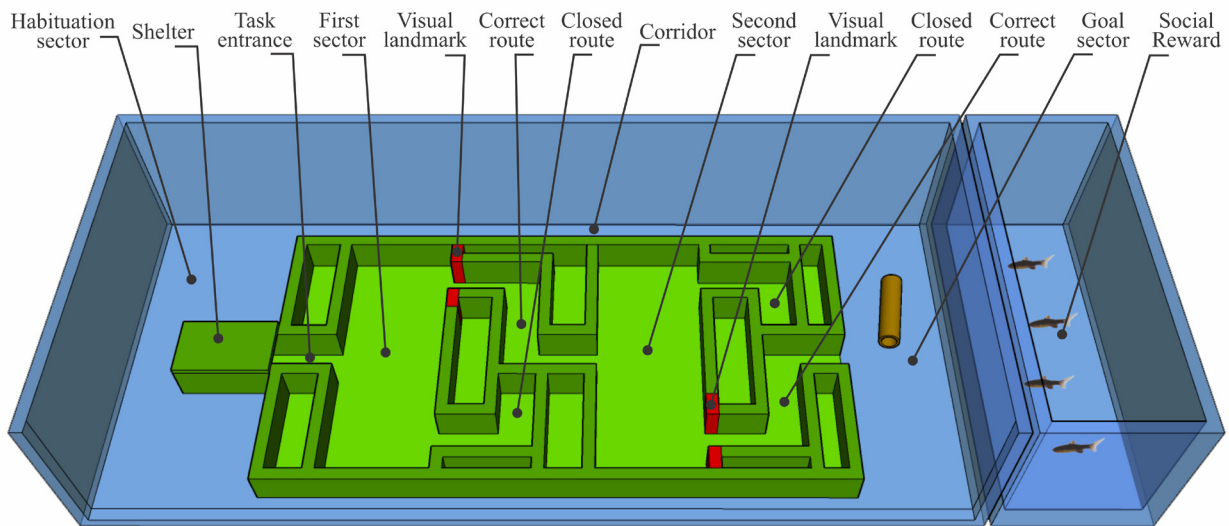 Habituation
sector
Shelter
Task
entrance
First
sector
Visual
landmark
Correct
route
Closed
route
Corridor
Second
sector
Visual
landmark
Closed
route
Correct
route
Goal
sector
Social
Reward